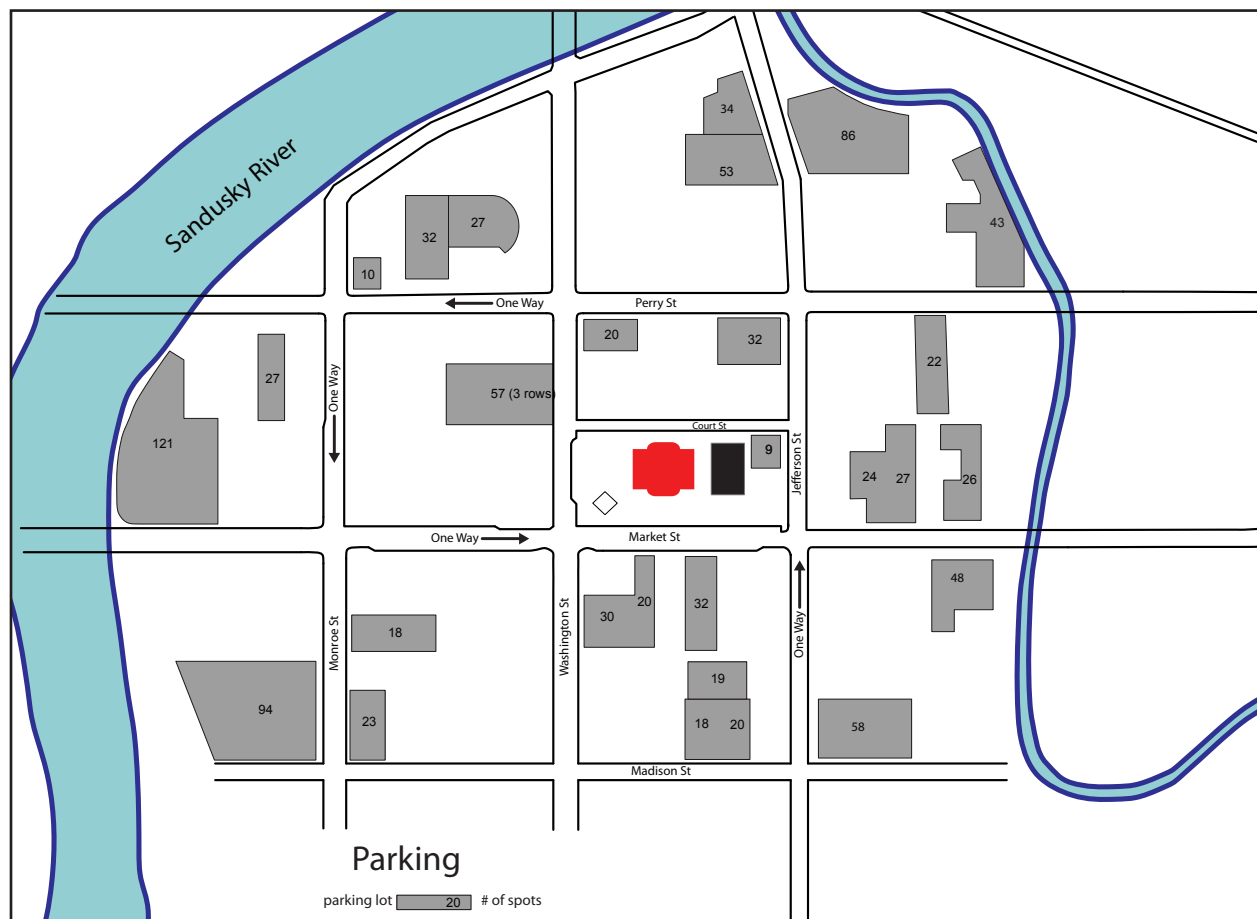 34
86
53
Sandusky River
43
27
32
10
One Way
Perry St
20
32
27
22
One Way
57 (3 rows)
Court St
121
9
Jefferson St
24
27
26
One Way
Market St
48
20
32
30
18
One Way
Monroe St
Washington St
19
94
23
18
20
58
Madison St
Parking
parking lot
20
# of spots